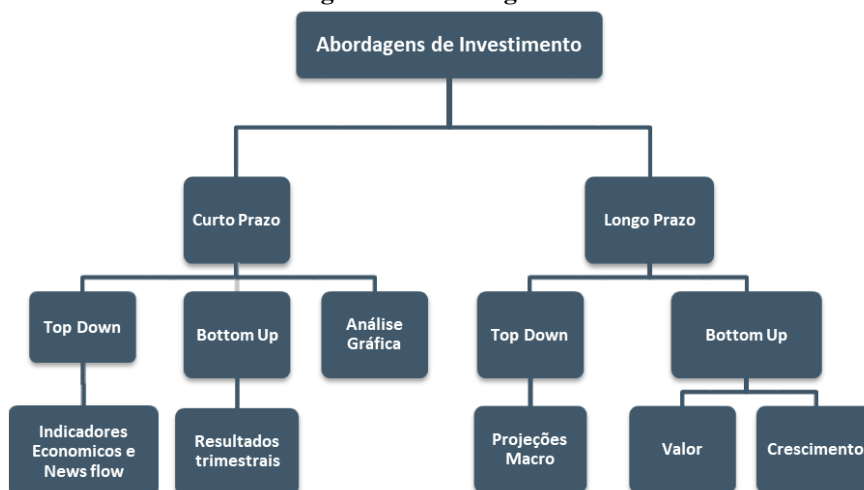 Abordagens de Investimento
Curto Prazo
Longo Prazo
Top Down
Bottom Up
Análise
Gráfica
Top Down
Bottom Up
Indicadores
Economicos e
News flow
Resultados
trimestrais
Projeções
Macro
Valor
Crescimento